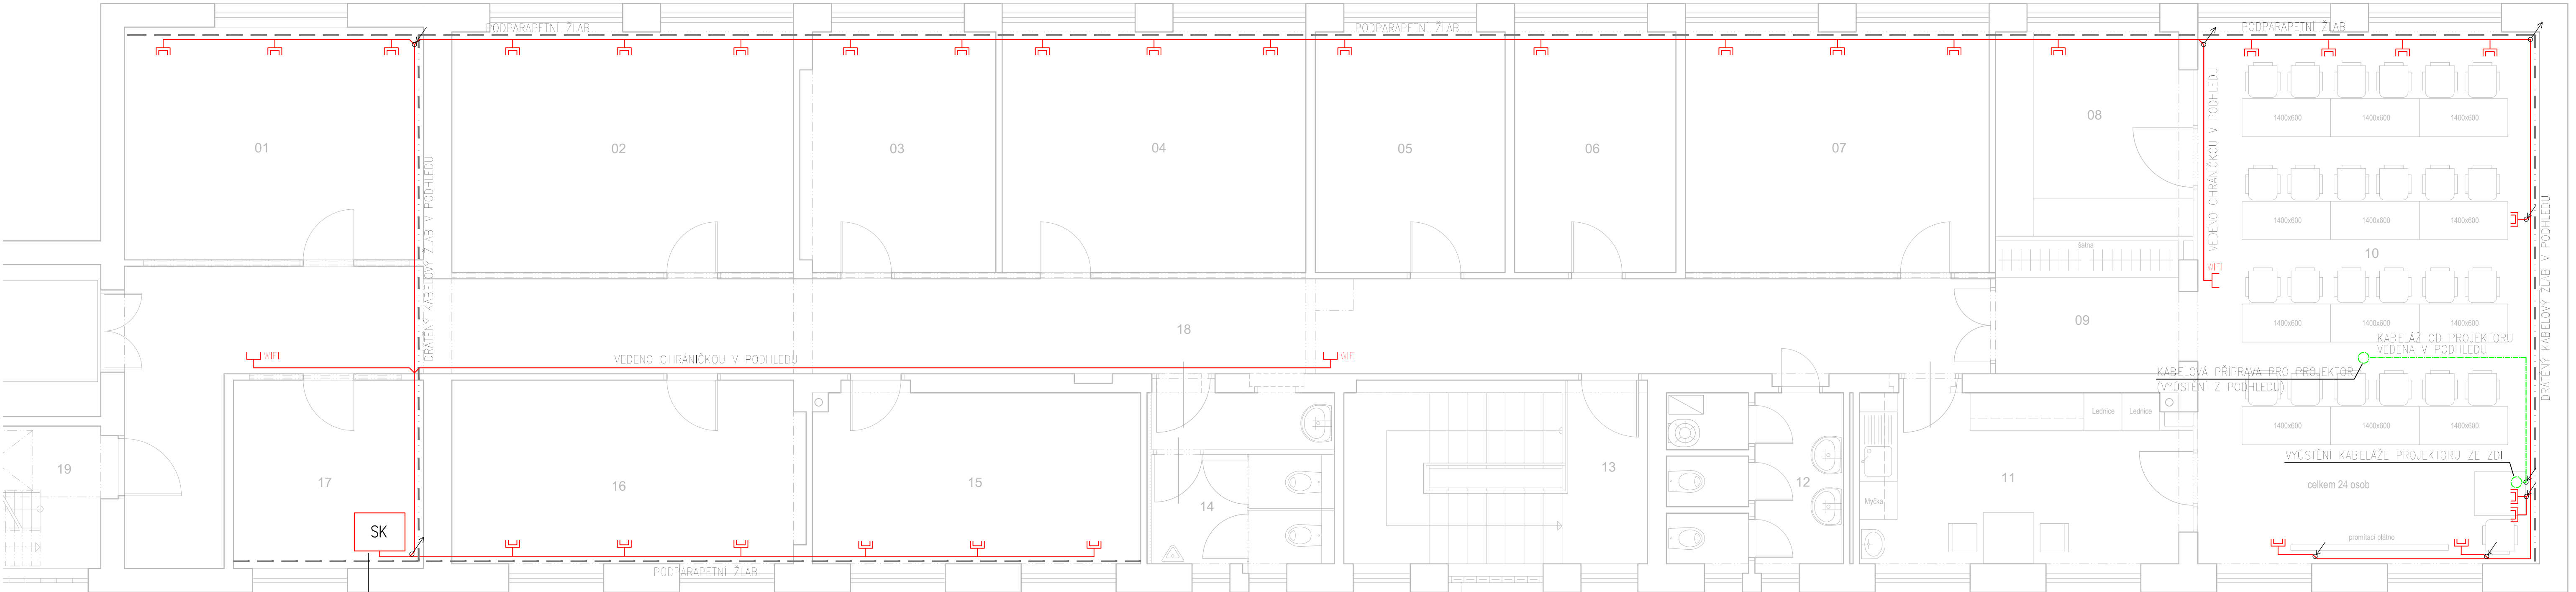 PODPARAPETNÍ ŽLAB
PODPARAPETNÍ ŽLAB
PODPARAPETNÍ ŽLAB
01
02
03
04
05
06
07
08
DRÁTĚNÝ KABELOVÝ ŽLAB V PODHLEDU
VEDENO CHRÁNIČKOU V PODHLEDU
1400x600
1400x600
1400x600
1400x600
1400x600
1400x600
šatna
10
WIFI
DRÁTĚNÝ KABELOVÝ ŽLAB V PODHLEDU
18
09
1400x600
1400x600
1400x600
KABELÁŽ OD PROJEKTORU
VEDENA V PODHLEDU
WIFI
VEDENO CHRÁNIČKOU V PODHLEDU
WIFI
KABELOVÁ PŘÍPRAVA PRO PROJEKTOR
(VYÚSTĚNÍ Z PODHLEDU)
Lednice
Lednice
1400x600
1400x600
1400x600
VYÚSTĚNÍ KABELÁŽE PROJEKTORU ZE ZDI
19
17
16
15
14
13
12
11
celkem 24 osob
Myčka
SK
promítací plátno
PODPARAPETNÍ ŽLAB